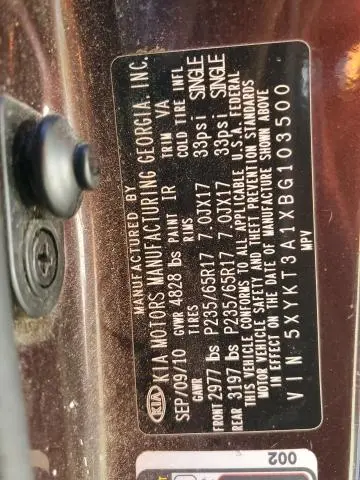 MANUFACTURED BY
KIA KIA MOTORS MANUFACTURING GEORGIA, INC.
SEP/09/10 GVWR 4828 lbs PAINT IR TRIM VA
GAWR TIRES RIMS COLD TIRE INFL
FRONT 2977 lbs P235/65R17 7.0JX17 33psi SINGLE
REAR 3197 lbs P235/65R17 7.0JX17 33psi SINGLE
THIS VEHICLE CONFORMS TO ALL APPLICABLE U.S.A. FEDERAL
MOTOR VEHICLE SAFETY AND THEFT PREVENTION STANDARDS
IN EFFECT ON THE DATE OF MANUFACTURE SHOWN ABOVE
VIN: 5XYKT3A1XBG103500
MPV
002